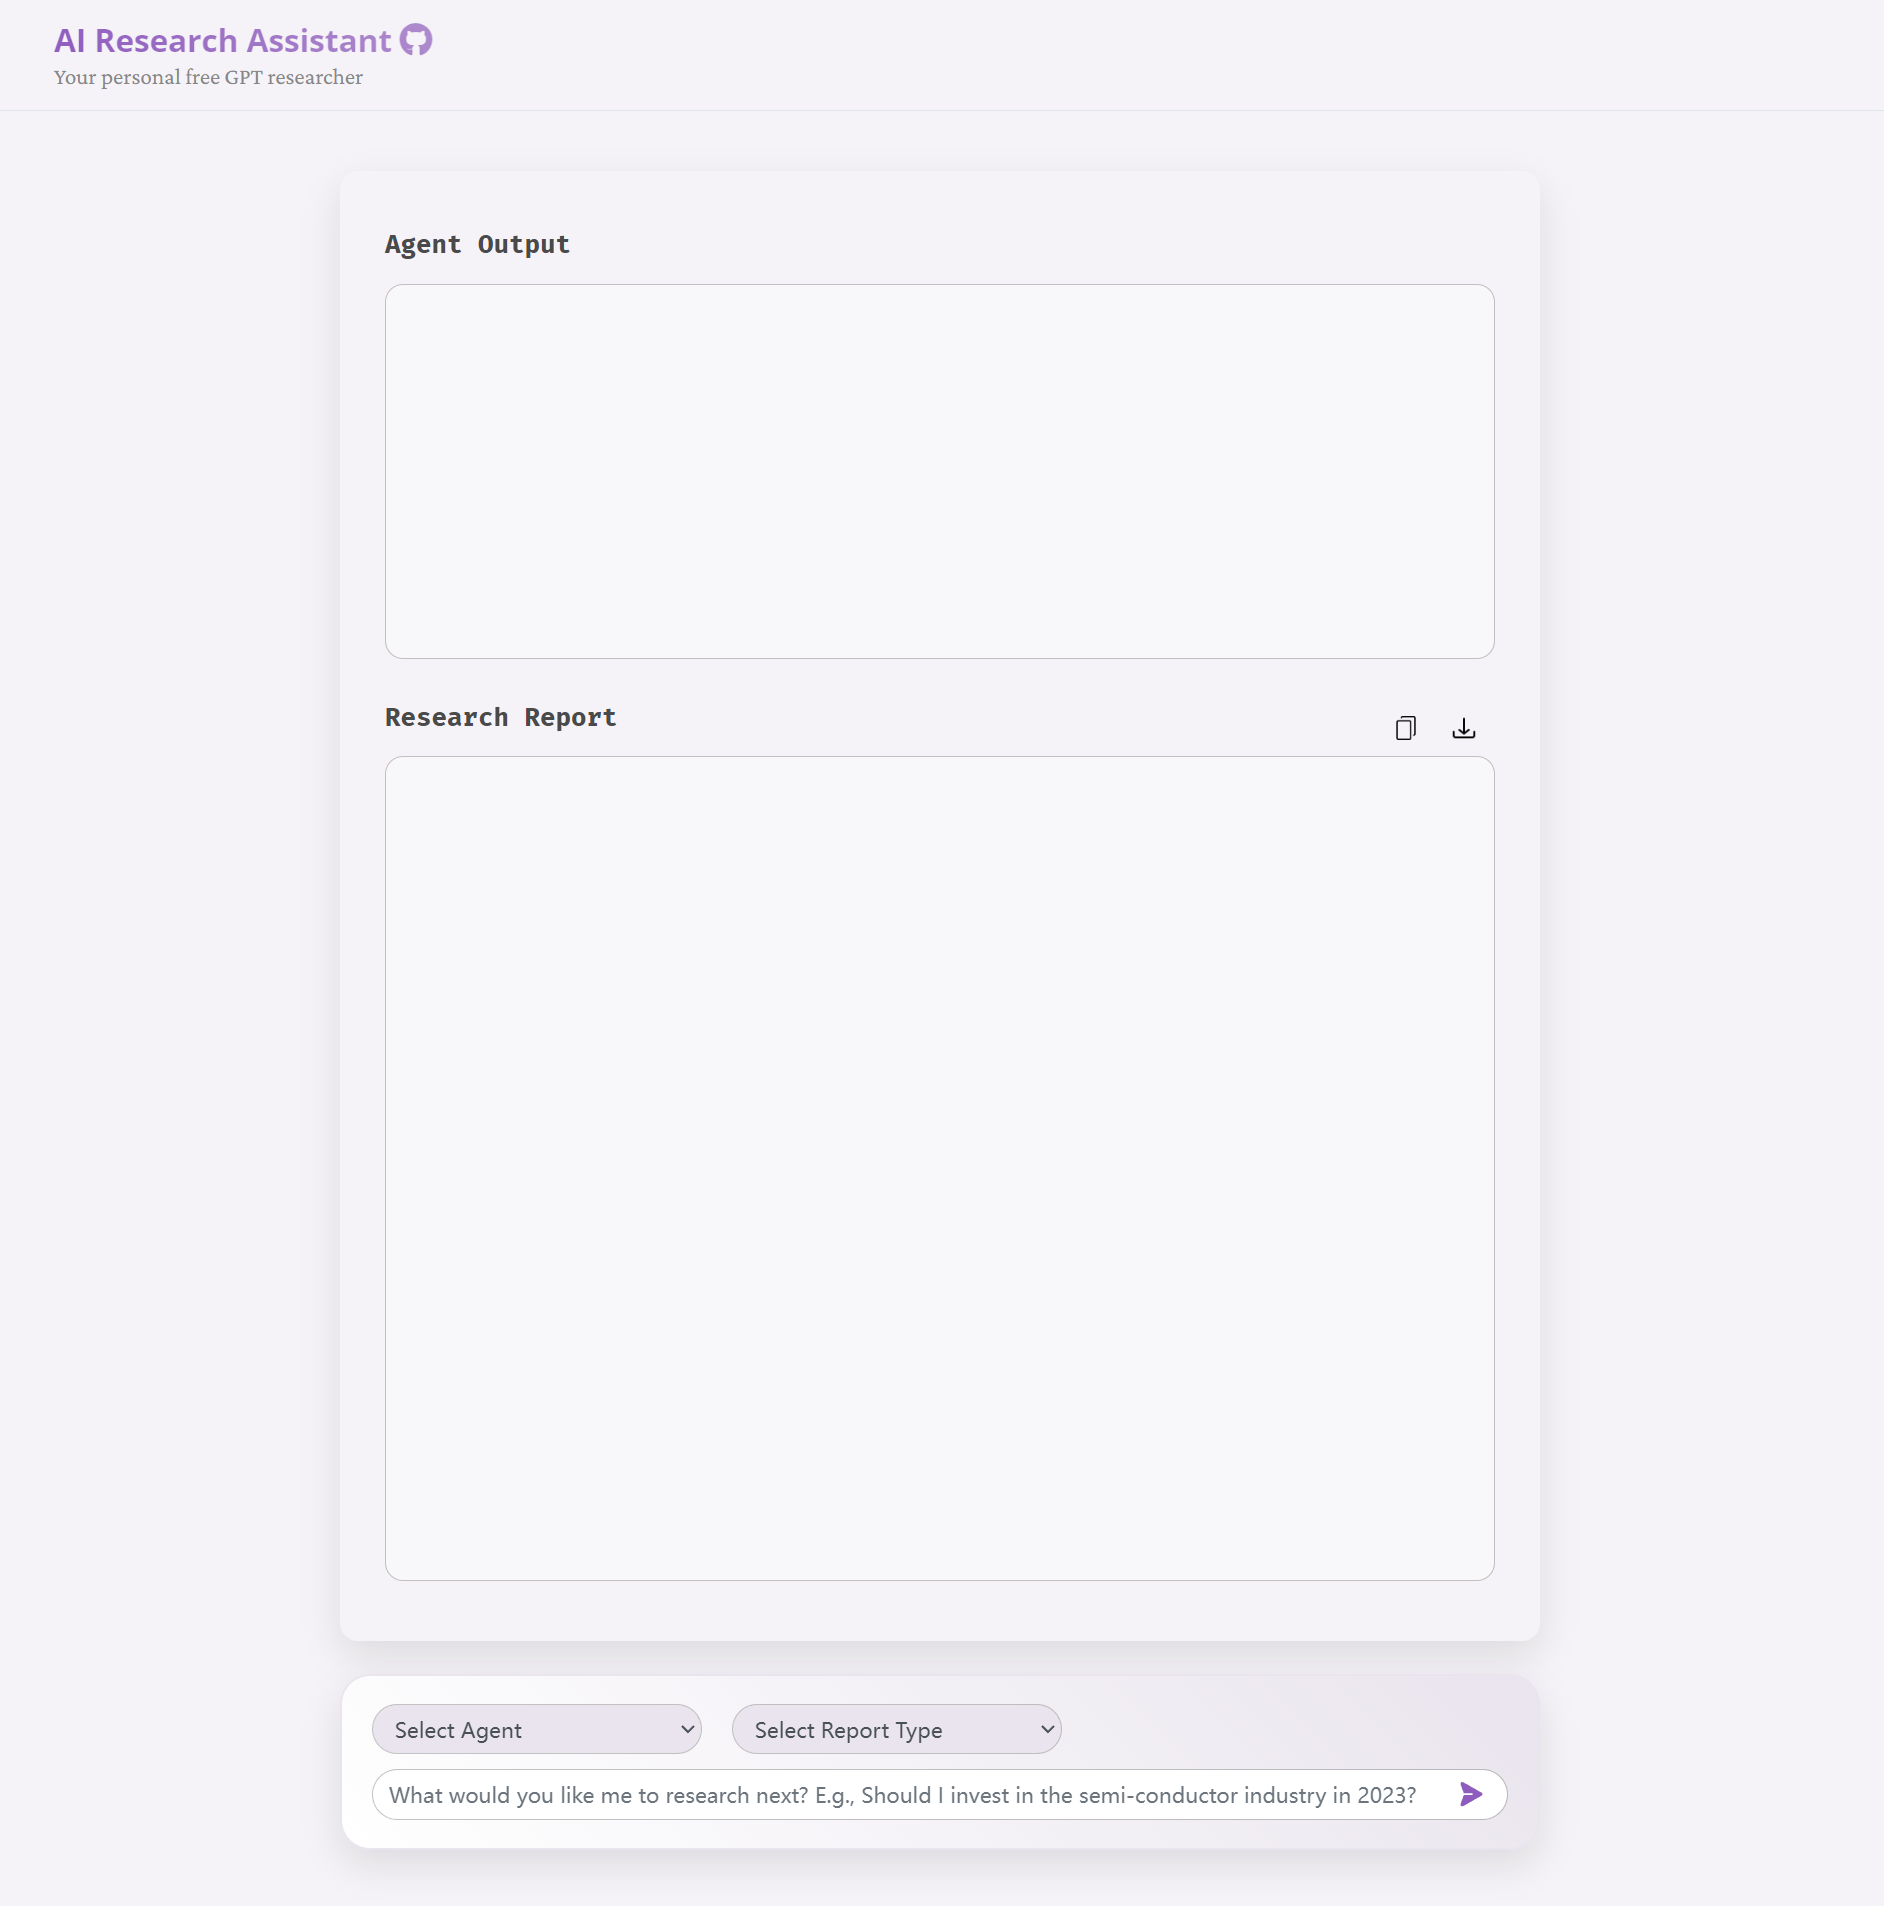 AI Research Assistant
Your personal free GPT researcher
Agent Output
Research Report
Select Agent
Select Report Type
What would you like me to research next? E.g., Should I invest in the semi-conductor industry in 2023?